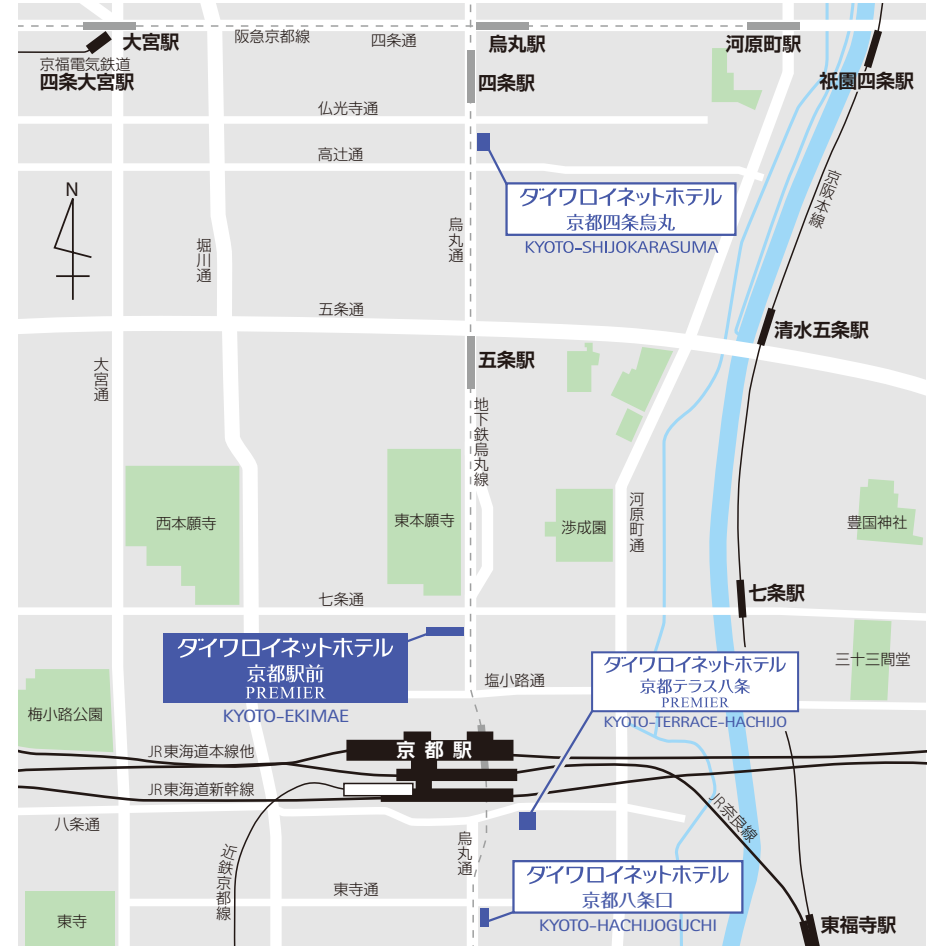 大宮駅
阪急京都線
四条通
烏丸駅
河原町駅
京福電気鉄道
四条大宮駅
四条駅
祇園四条駅
仏光寺通
高辻通
京阪本線
N
ダイワロイネットホテル
京都四条烏丸
KYOTO-SHIJOKARASUMA
烏丸通
堀川通
五条通
清水五条駅
五条駅
大宮通
地下鉄烏丸線
河原町通
西本願寺
東本願寺
渉成園
豊国神社
七条通
七条駅
ダイワロイネットホテル
京都駅前
PREMIER
KYOTO-EKIMAE
塩小路通
ダイワロイネットホテル
京都テラス八条
PREMIER
KYOTO-TERRACE-HACHIJO
三十三間堂
梅小路公園
JR東海道本線他
京都駅
JR東海道新幹線
八条通
JR奈良線
烏丸通
近鉄京都線
東寺通
ダイワロイネットホテル
京都八条口
KYOTO-HACHIJOGUCHI
東寺
東福寺駅